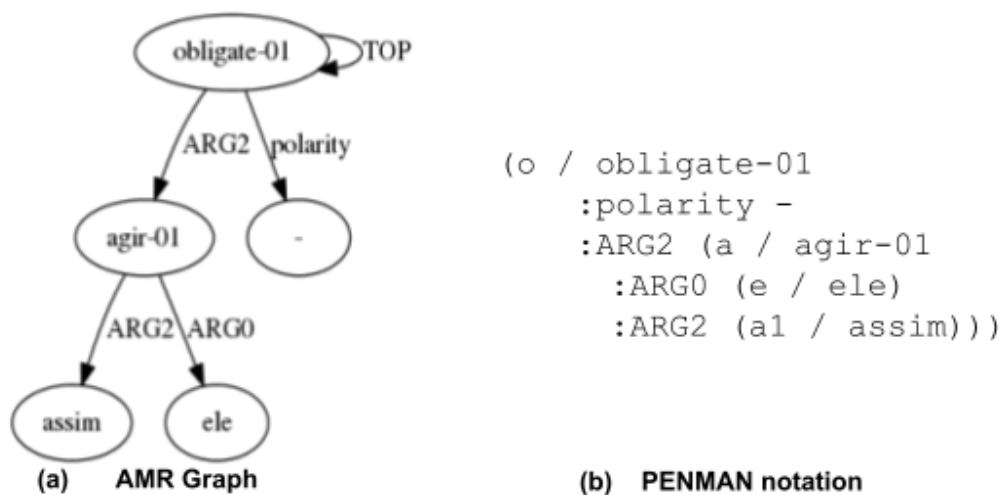 obligate-01
TOP
ARG2
polarity
agir-01
-
ARG2
ARG0
assim
ele
(a) AMR Graph
(o / obligate-01
:polarity -
:ARG2 (a / agir-01
:ARG0 (e / ele)
:ARG2 (a1 / assim)))
(b) PENMAN notation